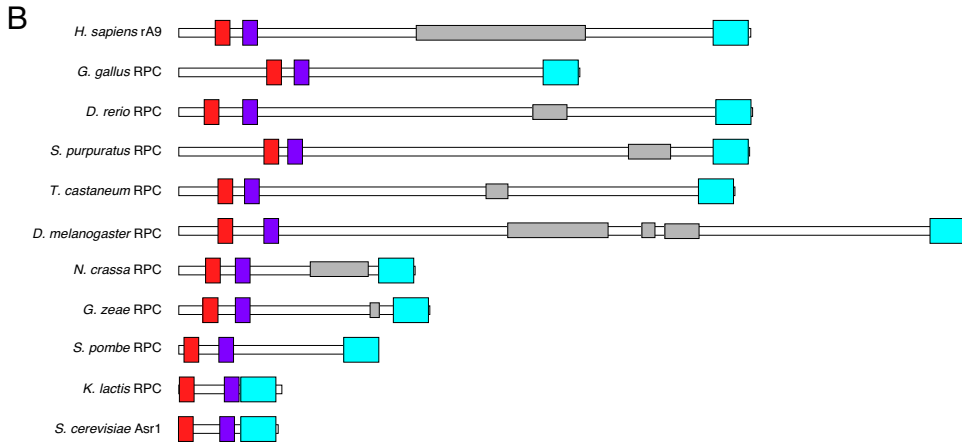 B
H. sapiens rA9
G. gallus RPC
D. rerio RPC
S. purpuratus RPC
T. castaneum RPC
D. melanogaster RPC
N. crassa RPC
G. zeae RPC
S. pombe RPC
K. lactis RPC
S. cerevisiae Asr1